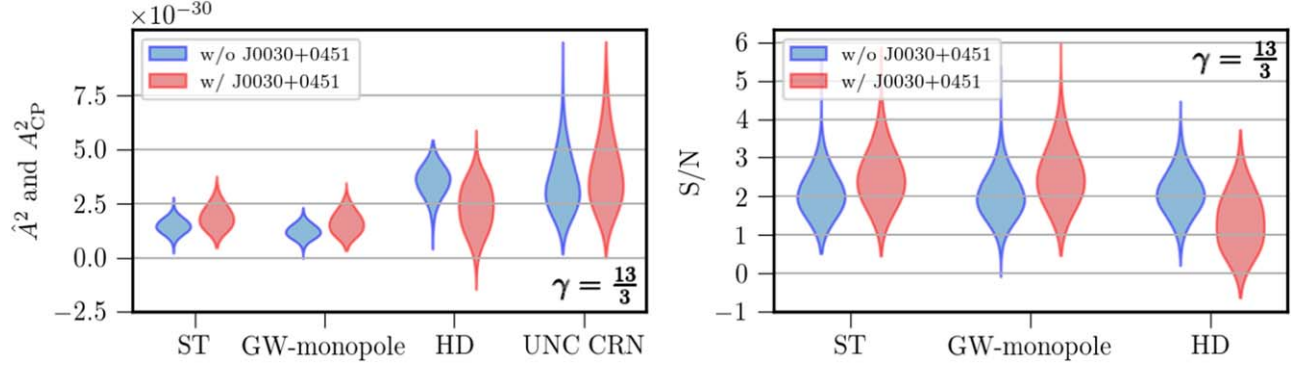 ×10⁻³⁰
w/o J0030+0451
w/ J0030+0451
7.5
5.0
2.5
0.0
−2.5
Â² and A²_CP
γ = 13/3
ST GW-monopole HD UNC CRN
w/o J0030+0451
w/ J0030+0451
γ = 13/3
6
5
4
3
2
1
0
−1
S/N
ST GW-monopole HD